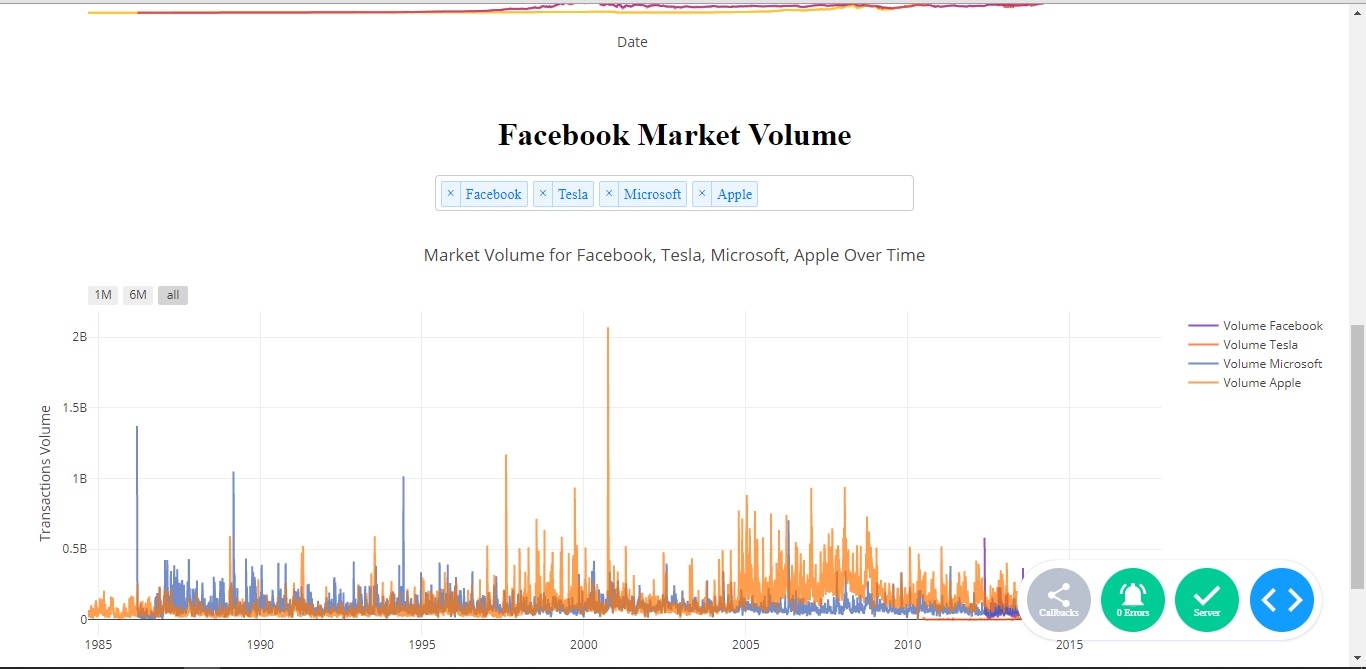 Date
Facebook Market Volume
× Facebook × Tesla × Microsoft × Apple
Market Volume for Facebook, Tesla, Microsoft, Apple Over Time
1M 6M all
Volume Facebook
Volume Tesla
Volume Microsoft
Volume Apple
Transactions Volume
2B
1.5B
1B
0.5B
0
1985 1990 1995 2000 2005 2010 2015
Callbacks
0 Errors
Server